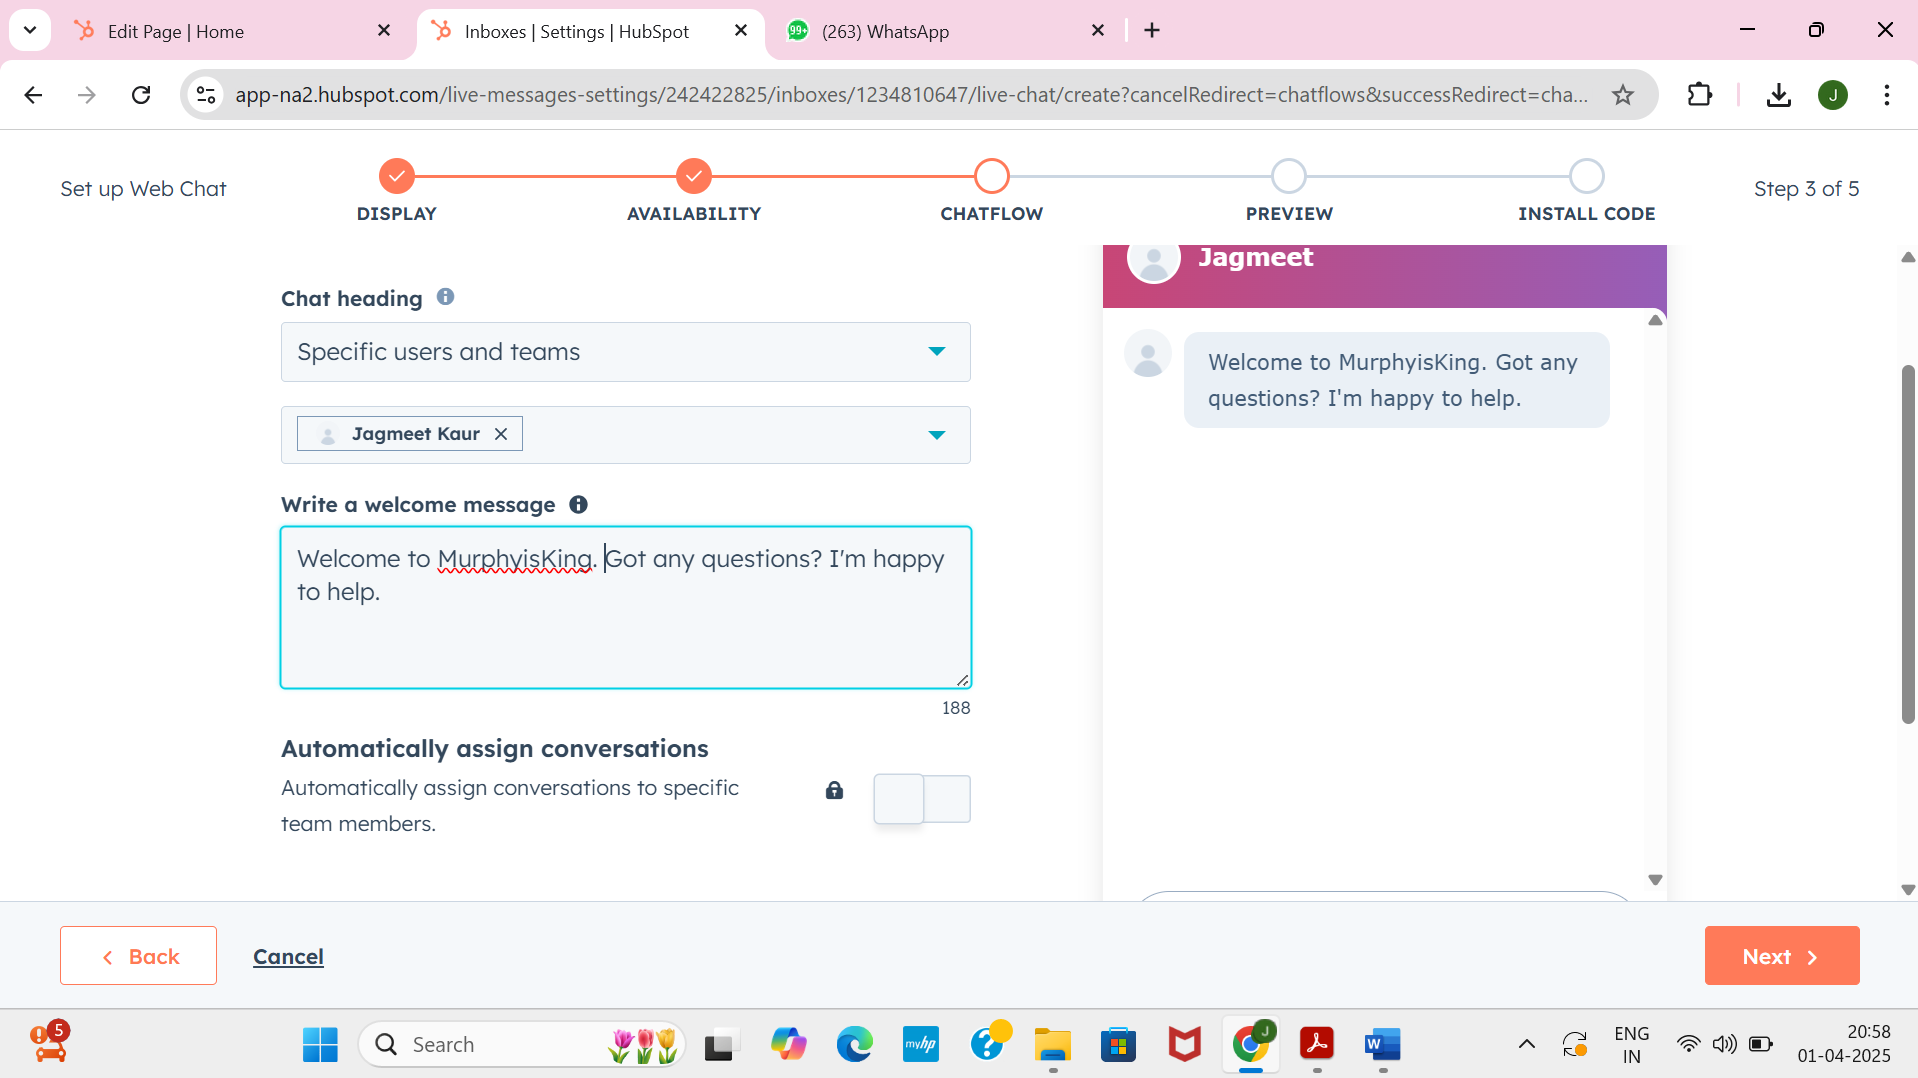 Edit Page | Home
Inboxes | Settings | HubSpot
99+
(263) WhatsApp
app-na2.hubspot.com/live-messages-settings/242422825/inboxes/1234810647/live-chat/create?cancelRedirect=chatflows&successRedirect=cha...
J
Set up Web Chat
DISPLAY
AVAILABILITY
CHATFLOW
PREVIEW
INSTALL CODE
Step 3 of 5
Chat heading
Specific users and teams
Jagmeet Kaur
Write a welcome message
Welcome to MurphyisKing. Got any questions? I'm happy
to help.
188
Automatically assign conversations
Automatically assign conversations to specific
team members.
Jagmeet
Welcome to MurphyisKing. Got any
questions? I'm happy to help.
Back
Cancel
Next
5
Search
myhp
J
W
ENG
IN
20:58
01-04-2025